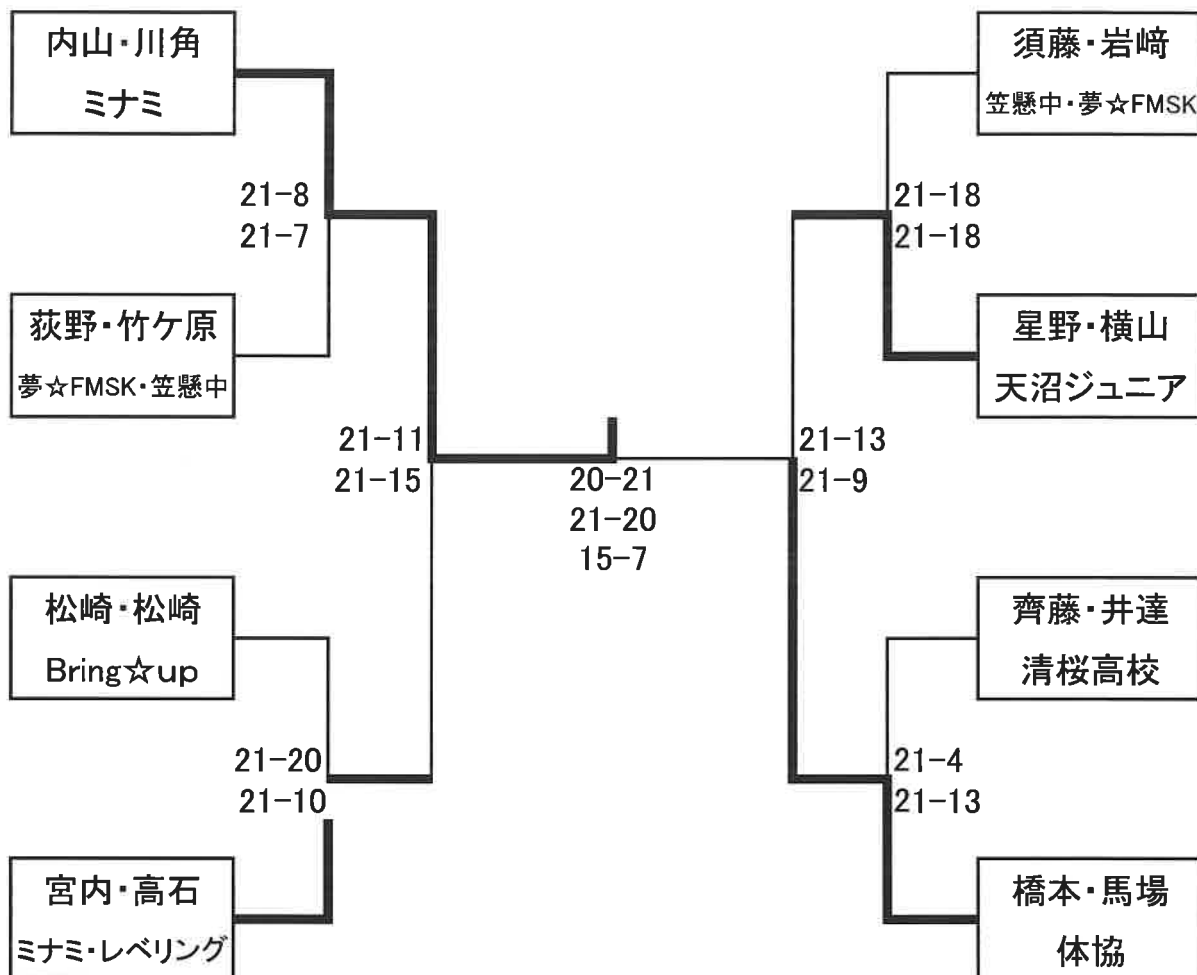 内山・川角
ミナミ
21-8
21-7
荻野・竹ケ原
夢☆FMSK・笠懸中
21-11
21-15
松崎・松崎
Bring☆up
21-20
21-10
宮内・高石
ミナミ・レベリング
20-21
21-20
15-7
須藤・岩﨑
笠懸中・夢☆FMSK
21-18
21-18
星野・横山
天沼ジュニア
21-13
21-9
齊藤・井達
清桜高校
21-4
21-13
橋本・馬場
体協